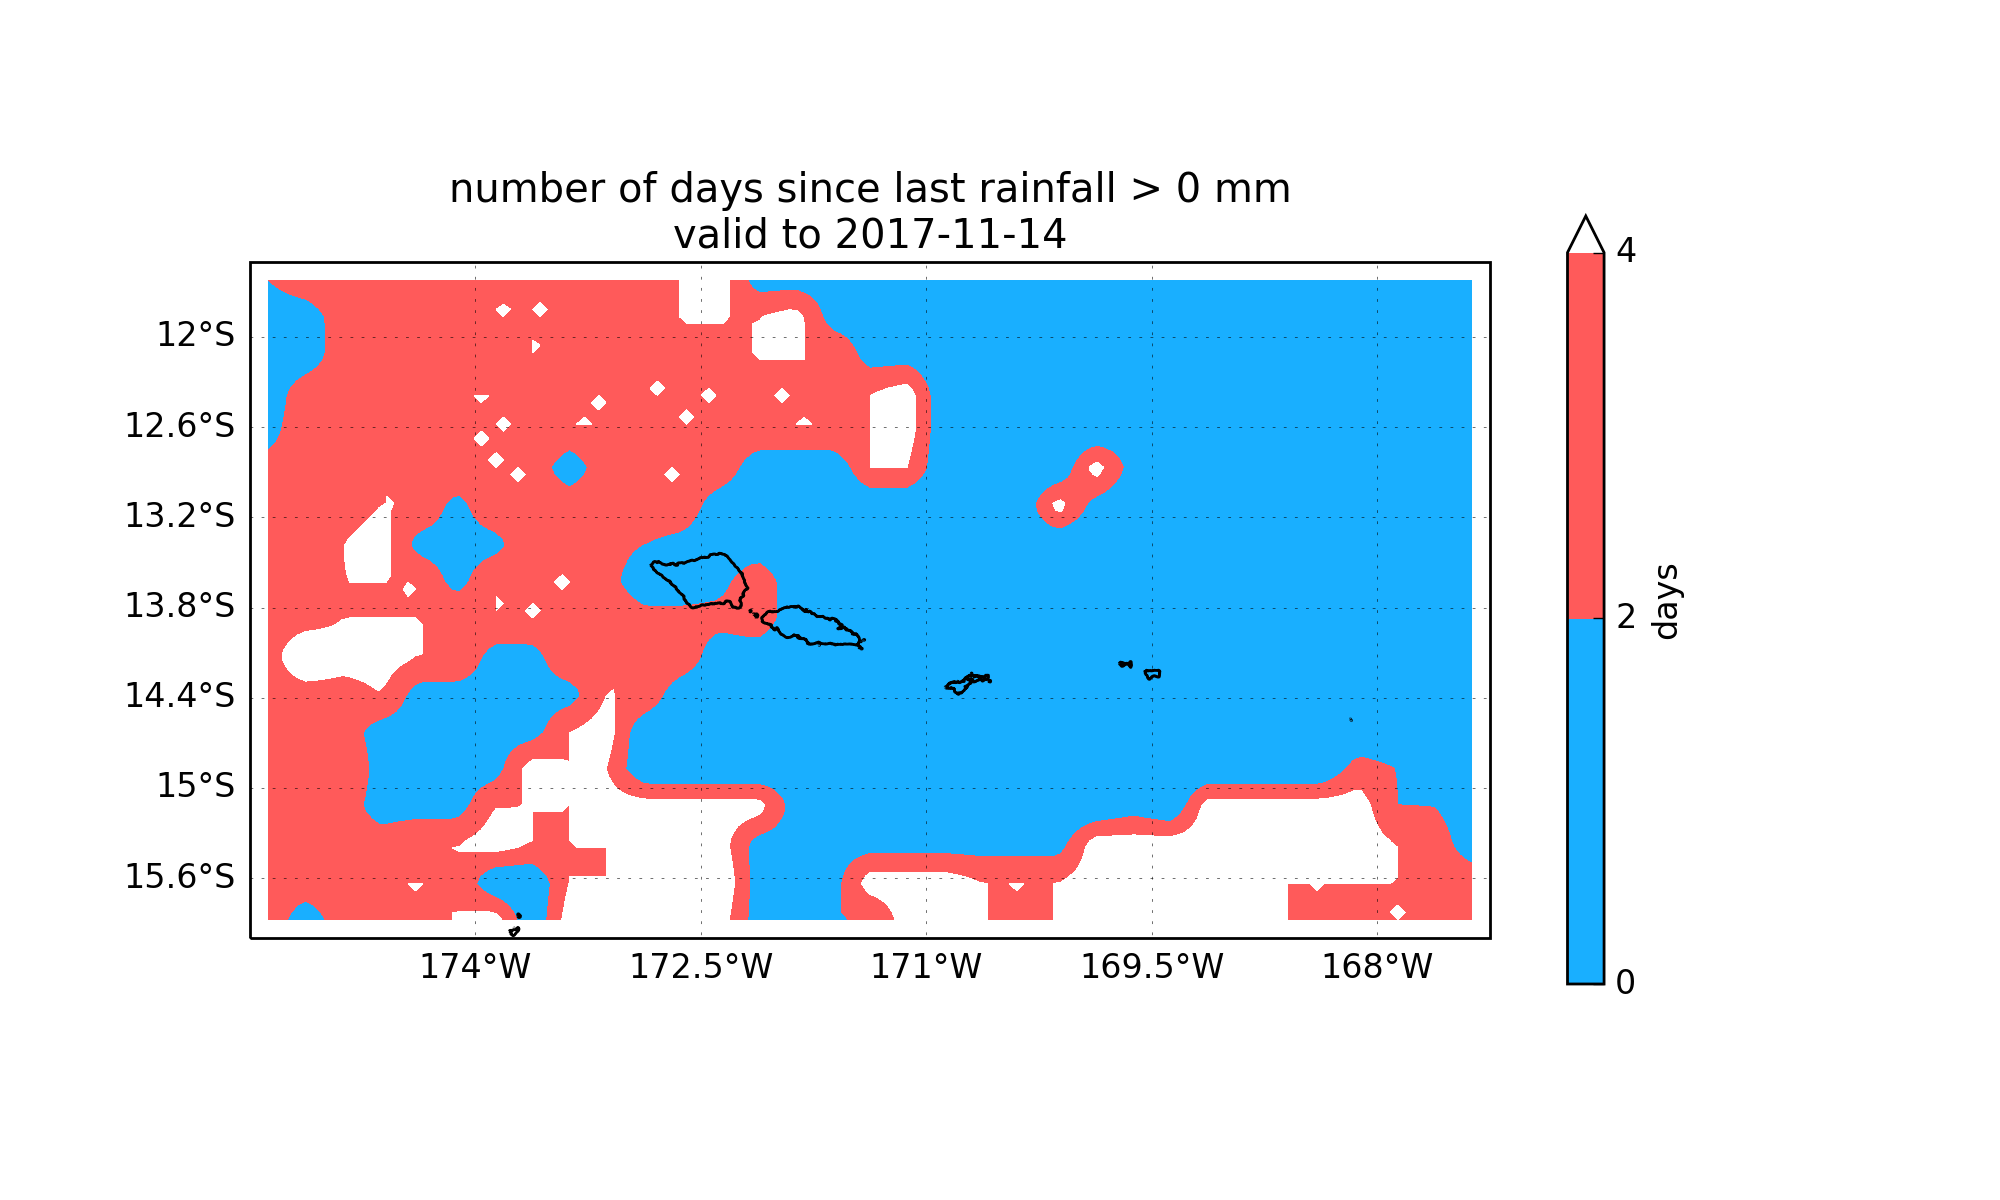 number of days since last rainfall > 0 mm
valid to 2017-11-14
12°S
12.6°S
13.2°S
13.8°S
14.4°S
15°S
15.6°S
174°W
172.5°W
171°W
169.5°W
168°W
4
2
0
days